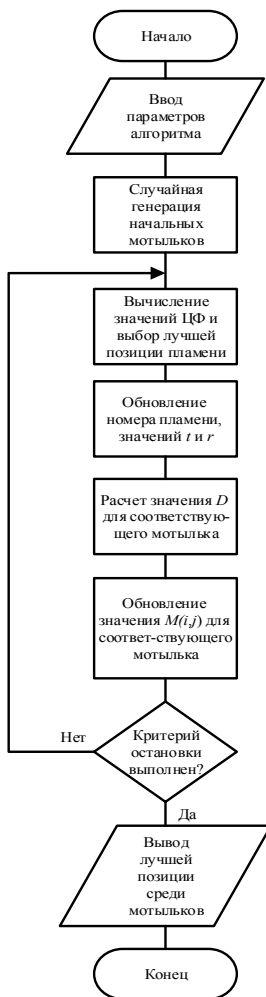 Начало
Ввод
параметров
алгоритма
Случайная
генерация
начальных
мотыльков
Вычисление
значений ЦФ и
выбор лучшей
позиции пламени
Обновление
номера пламени,
значений t и r
Расчет значения D
для соответствую-
щего мотылька
Обновление
значения M(i,j) для
соответ-ствующего
мотылька
Нет
Критерий
остановки
выполнен?
Да
Вывод
лучшей
позиции
среди
мотыльков
Конец